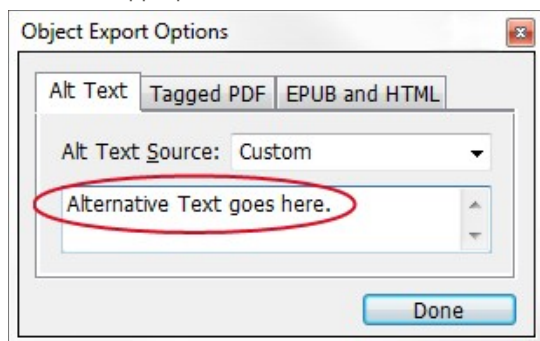 Object Export Options
Alt Text Tagged PDF EPUB and HTML
Alt Text Source: Custom
Alternative Text goes here.
Done